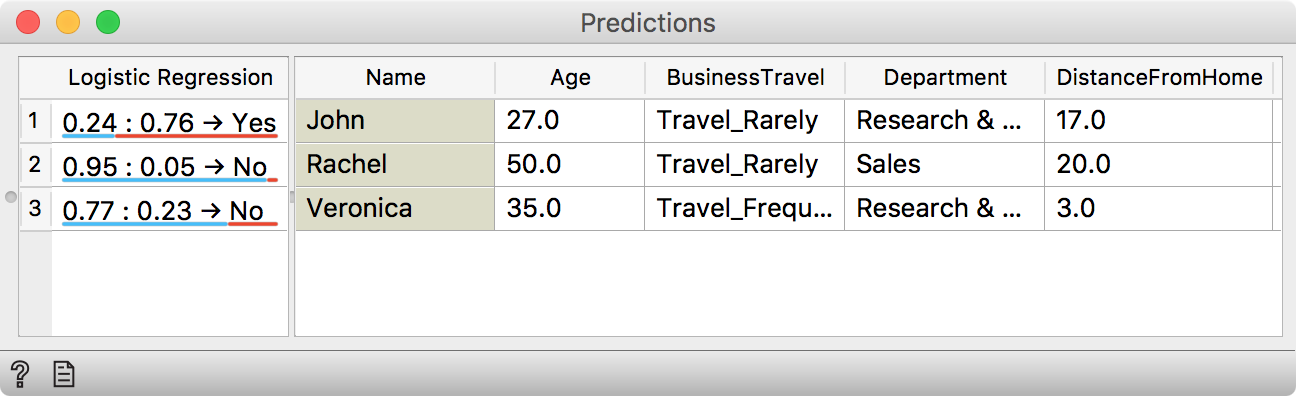 Predictions
Logistic Regression Name Age BusinessTravel Department DistanceFromHome
1 0.24 : 0.76 → Yes John 27.0 Travel_Rarely Research & ... 17.0
2 0.95 : 0.05 → No Rachel 50.0 Travel_Rarely Sales 20.0
3 0.77 : 0.23 → No Veronica 35.0 Travel_Frequ... Research & ... 3.0
?